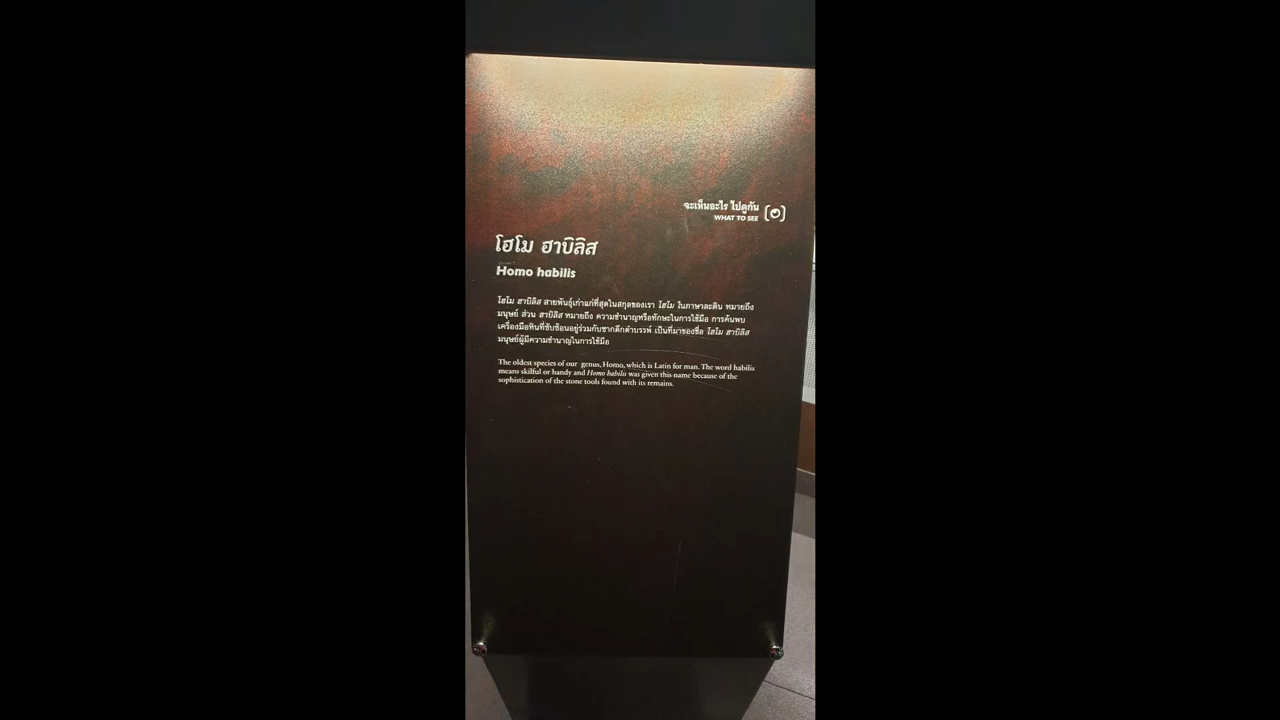 จะเห็นอะไร ไปดูกัน
WHAT TO SEE
โฮโม ฮาบิลิส
Homo habilis
โฮโม ฮาบิลิส สายพันธุ์เก่าแก่ที่สุดในสกุลของเรา โฮโม ในภาษาละติน หมายถึง
มนุษย์ ส่วน ฮาบิลิส หมายถึง ความชำนาญหรือทักษะในการใช้มือ การค้นพบ
เครื่องมือหินที่ซับซ้อนอยู่ร่วมกับซากดึกดำบรรพ์ เป็นที่มาของชื่อ โฮโม ฮาบิลิส
มนุษย์ผู้มีความชำนาญในการใช้มือ
The oldest species of our genus, Homo, which is Latin for man. The word habilis
means skilful or handy and Homo habilis was given this name because of the
sophistication of the stone tools found with its remains.